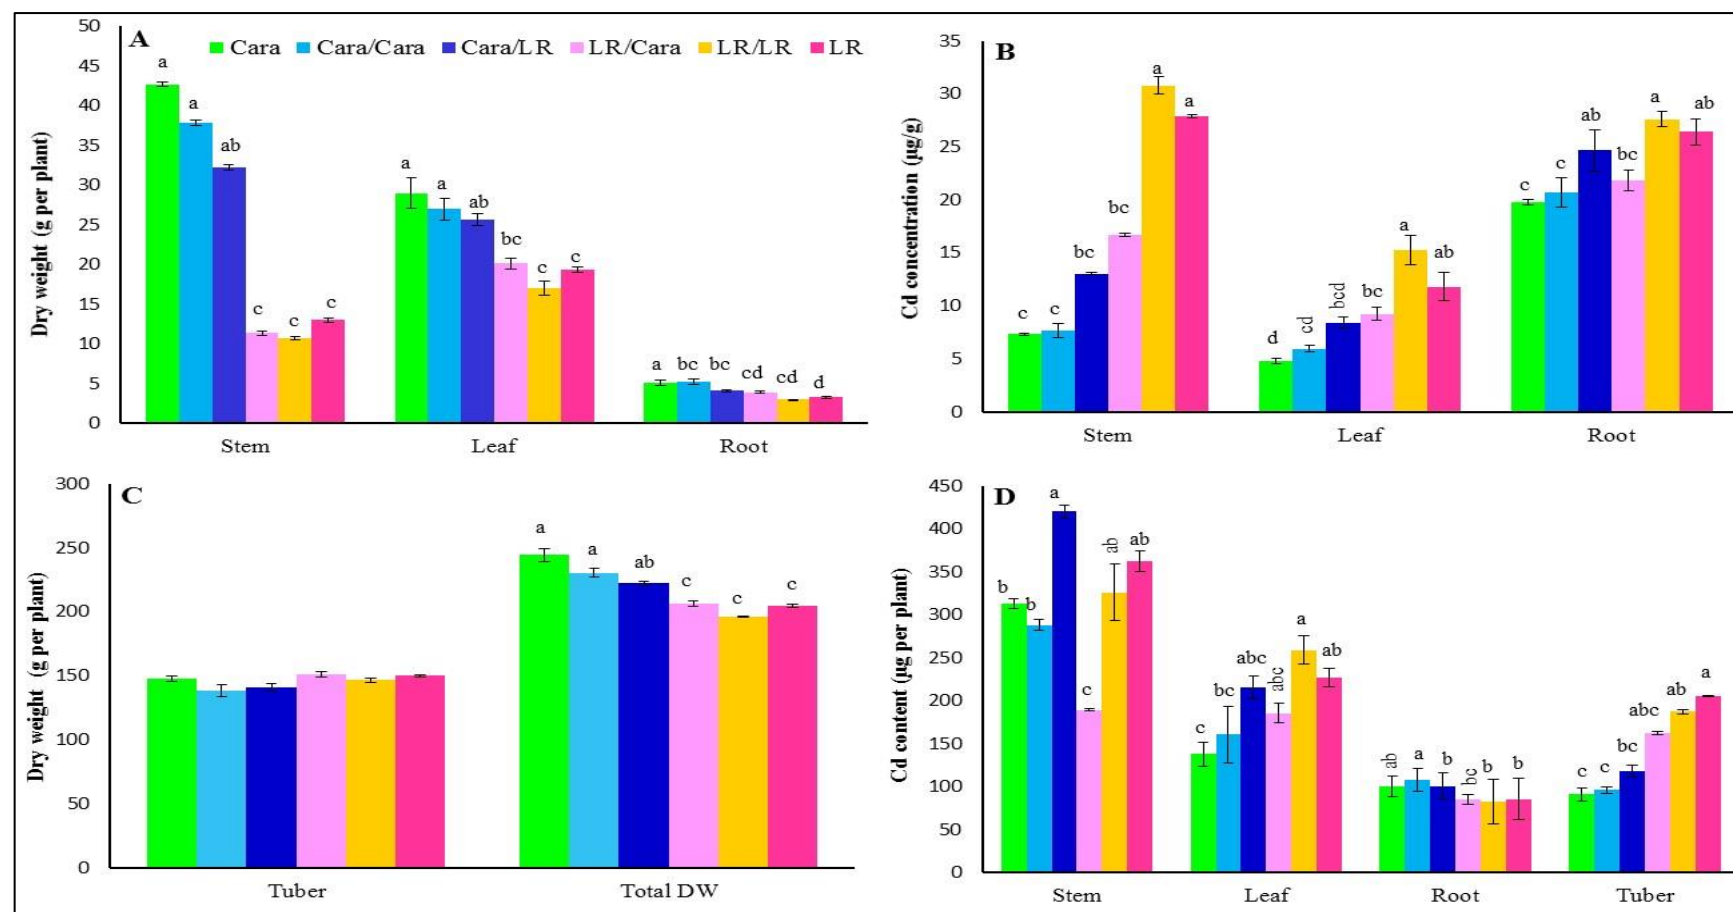 A
Cara Cara/Cara Cara/LR LR/Cara LR/LR LR
Dry weight (g per plant)
50
45
40
35
30
25
20
15
10
5
0
a a ab c c c
a a ab bc c c
a bc bc cd cd d
Stem Leaf Root
B
Cd concentration (µg/g)
35
30
25
20
15
10
5
0
c c bc bc a a
d cd bcd bc a ab
c c ab bc a ab
Stem Leaf Root
C
Dry weight (g per plant)
300
250
200
150
100
50
0
a a ab c c c
Tuber Total DW
D
Cd content (µg per plant)
450
400
350
300
250
200
150
100
50
0
b b a c ab ab
c bc abc abc a ab
ab a b bc b b
c c bc abc ab a
Stem Leaf Root Tuber